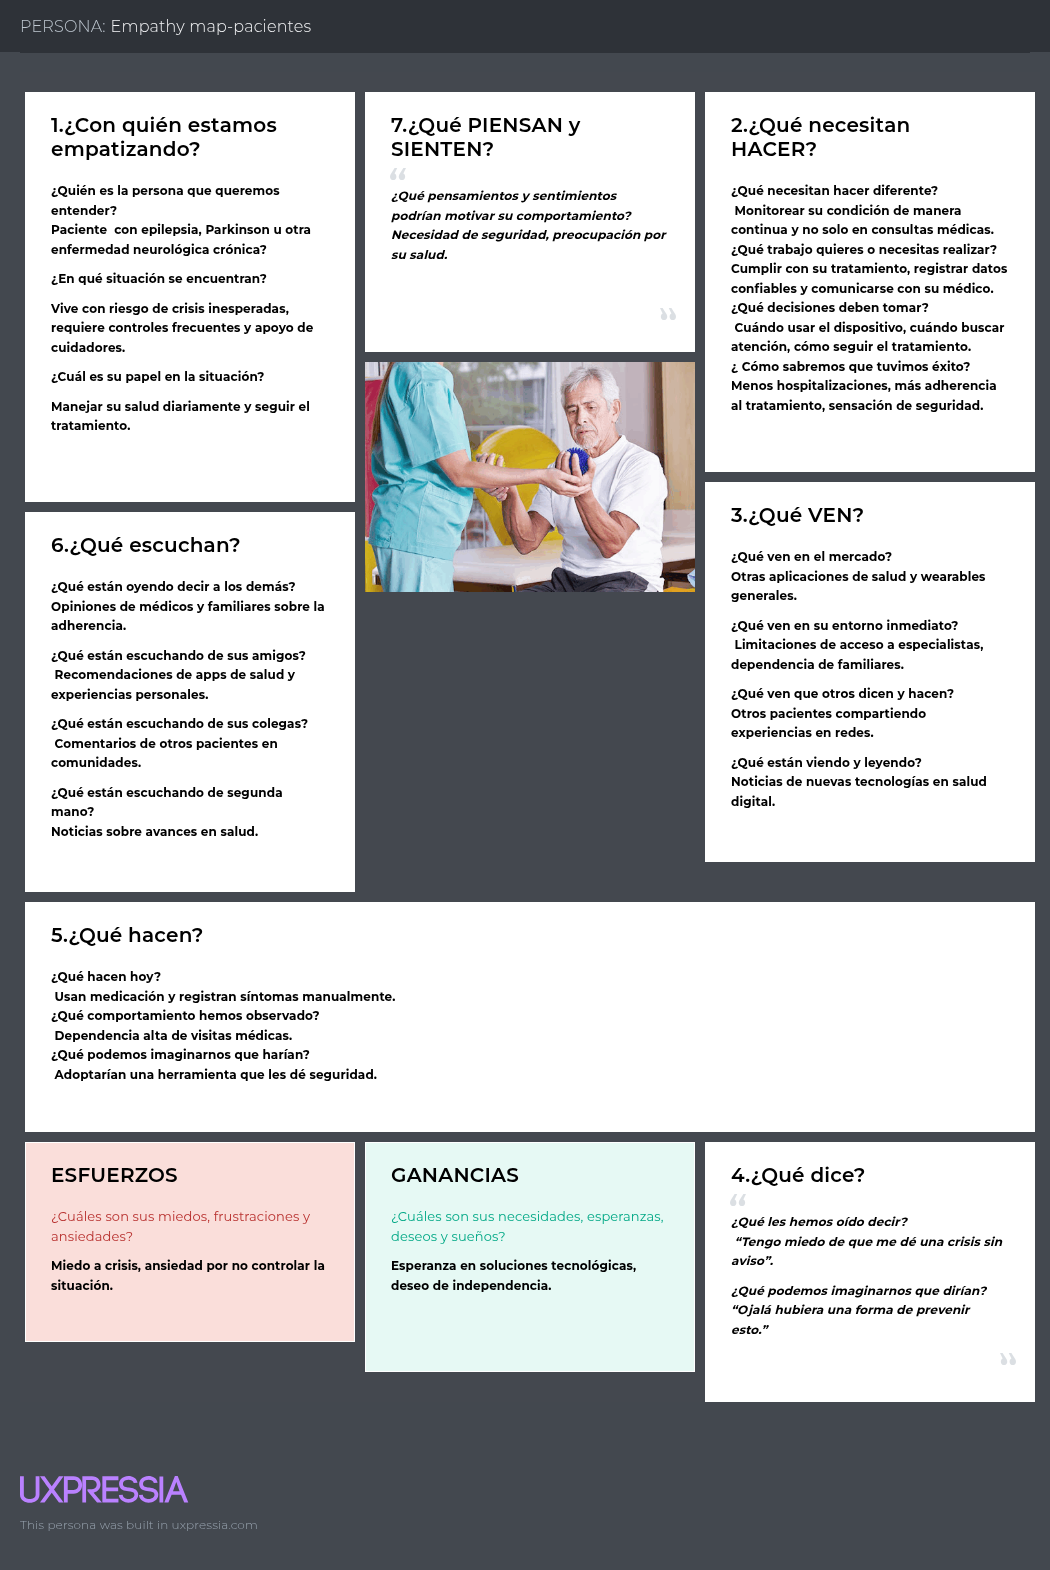 PERSONA: Empathy map-pacientes
1.¿Con quién estamos
empatizando?
¿Quién es la persona que queremos
entender?
Paciente  con epilepsia, Parkinson u otra
enfermedad neurológica crónica?
¿En qué situación se encuentran?
Vive con riesgo de crisis inesperadas,
requiere controles frecuentes y apoyo de
cuidadores.
¿Cuál es su papel en la situación?
Manejar su salud diariamente y seguir el
tratamiento.
7.¿Qué PIENSAN y
SIENTEN?
“
¿Qué pensamientos y sentimientos
podrían motivar su comportamiento?
Necesidad de seguridad, preocupación por
su salud.
”
2.¿Qué necesitan
HACER?
¿Qué necesitan hacer diferente?
Monitorear su condición de manera
continua y no solo en consultas médicas.
¿Qué trabajo quieres o necesitas realizar?
Cumplir con su tratamiento, registrar datos
confiables y comunicarse con su médico.
¿Qué decisiones deben tomar?
Cuándo usar el dispositivo, cuándo buscar
atención, cómo seguir el tratamiento.
¿ Cómo sabremos que tuvimos éxito?
Menos hospitalizaciones, más adherencia
al tratamiento, sensación de seguridad.
6.¿Qué escuchan?
¿Qué están oyendo decir a los demás?
Opiniones de médicos y familiares sobre la
adherencia.
¿Qué están escuchando de sus amigos?
Recomendaciones de apps de salud y
experiencias personales.
¿Qué están escuchando de sus colegas?
Comentarios de otros pacientes en
comunidades.
¿Qué están escuchando de segunda
mano?
Noticias sobre avances en salud.
3.¿Qué VEN?
¿Qué ven en el mercado?
Otras aplicaciones de salud y wearables
generales.
¿Qué ven en su entorno inmediato?
Limitaciones de acceso a especialistas,
dependencia de familiares.
¿Qué ven que otros dicen y hacen?
Otros pacientes compartiendo
experiencias en redes.
¿Qué están viendo y leyendo?
Noticias de nuevas tecnologías en salud
digital.
5.¿Qué hacen?
¿Qué hacen hoy?
Usan medicación y registran síntomas manualmente.
¿Qué comportamiento hemos observado?
Dependencia alta de visitas médicas.
¿Qué podemos imaginarnos que harían?
Adoptarían una herramienta que les dé seguridad.
ESFUERZOS
¿Cuáles son sus miedos, frustraciones y
ansiedades?
Miedo a crisis, ansiedad por no controlar la
situación.
GANANCIAS
¿Cuáles son sus necesidades, esperanzas,
deseos y sueños?
Esperanza en soluciones tecnológicas,
deseo de independencia.
4.¿Qué dice?
“
¿Qué les hemos oído decir?
“Tengo miedo de que me dé una crisis sin
aviso”.
¿Qué podemos imaginarnos que dirían?
“Ojalá hubiera una forma de prevenir
esto.”
”
UXPRESSIA
This persona was built in uxpressia.com